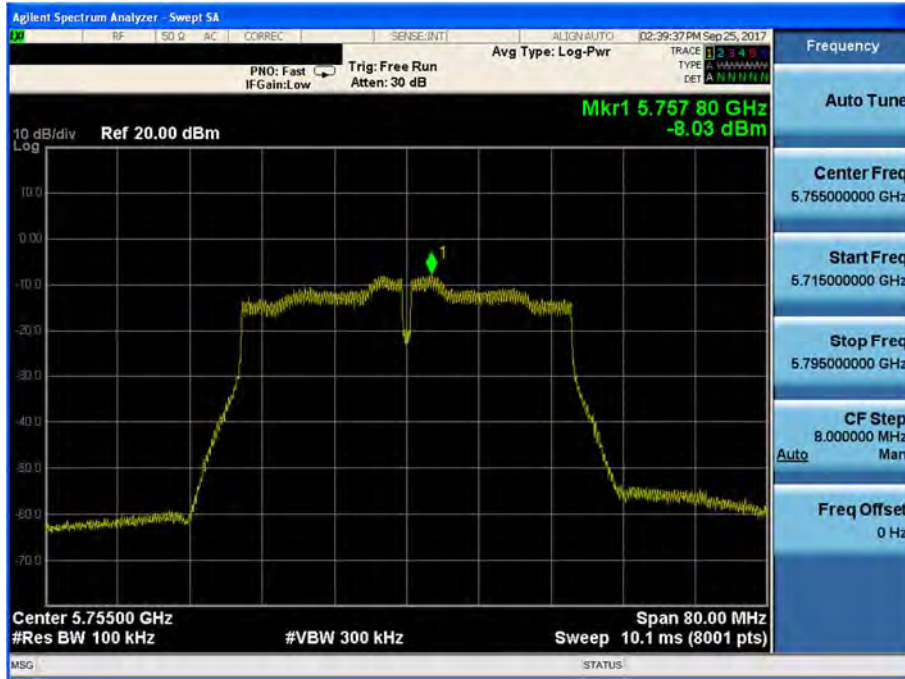 Agilent Spectrum Analyzer - Swept SA
RF 50 Ω AC CORREC SENSE:INT ALIGN AUTO 02:39:37 PM Sep 25, 2017
Frequency
PNO: Fast
IFGain:Low
Trig: Free Run
Atten: 30 dB
Avg Type: Log-Pwr
TRACE 1 2 3 4 5 6
TYPE A
DET A N N N N N
Auto Tune
Mkr1 5.757 80 GHz
-8.03 dBm
10 dB/div Ref 20.00 dBm
Log
Center Freq
5.755000000 GHz
10.0
0.00
Start Freq
5.715000000 GHz
1
-10.0
-20.0
Stop Freq
5.795000000 GHz
-30.0
-40.0
CF Step
8.000000 MHz
Auto Man
-50.0
-60.0
Freq Offset
0 Hz
-70.0
Center 5.75500 GHz Span 80.00 MHz
#Res BW 100 kHz #VBW 300 kHz Sweep 10.1 ms (8001 pts)
MSG STATUS